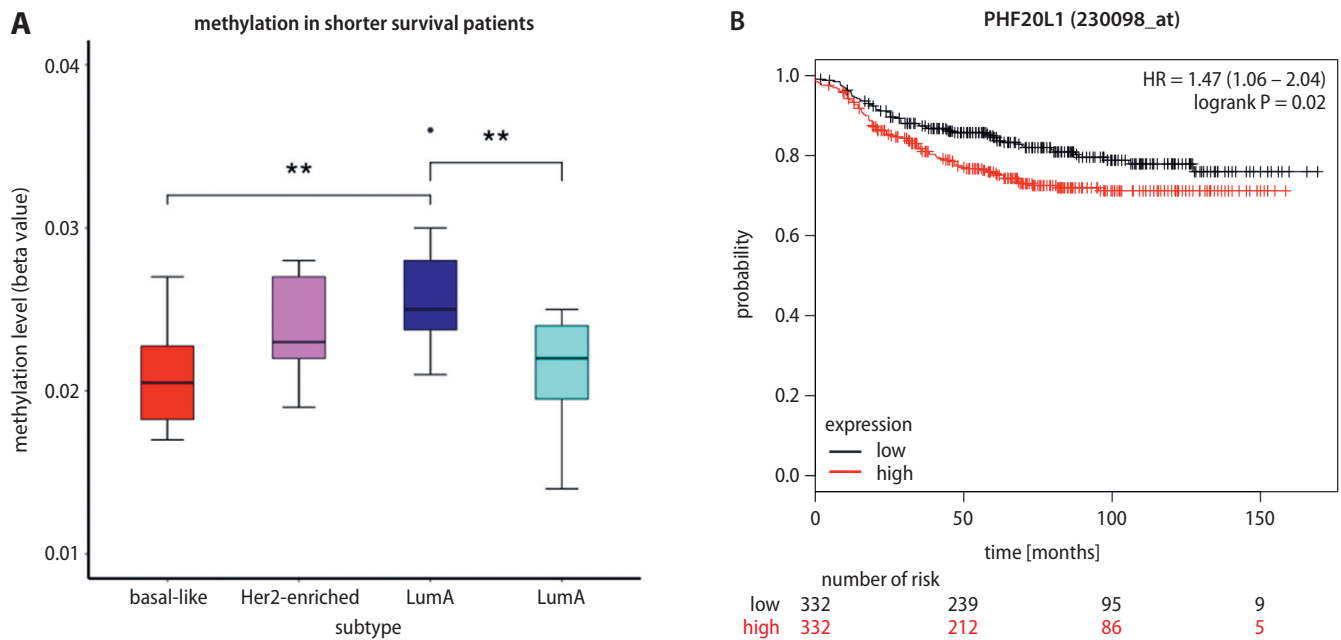 A
methylation in shorter survival patients
methylation level (beta value)
0.04
0.03
0.02
0.01
**
**
basal-like Her2-enriched LumA LumA
subtype
B
PHF20L1 (230098_at)
HR = 1.47 (1.06 – 2.04)
logrank P = 0.02
probability
1.0
0.8
0.6
0.4
0.2
0.0
expression
low
high
0 50 100 150
time [months]
number of risk
low 332 239 95 9
high 332 212 86 5